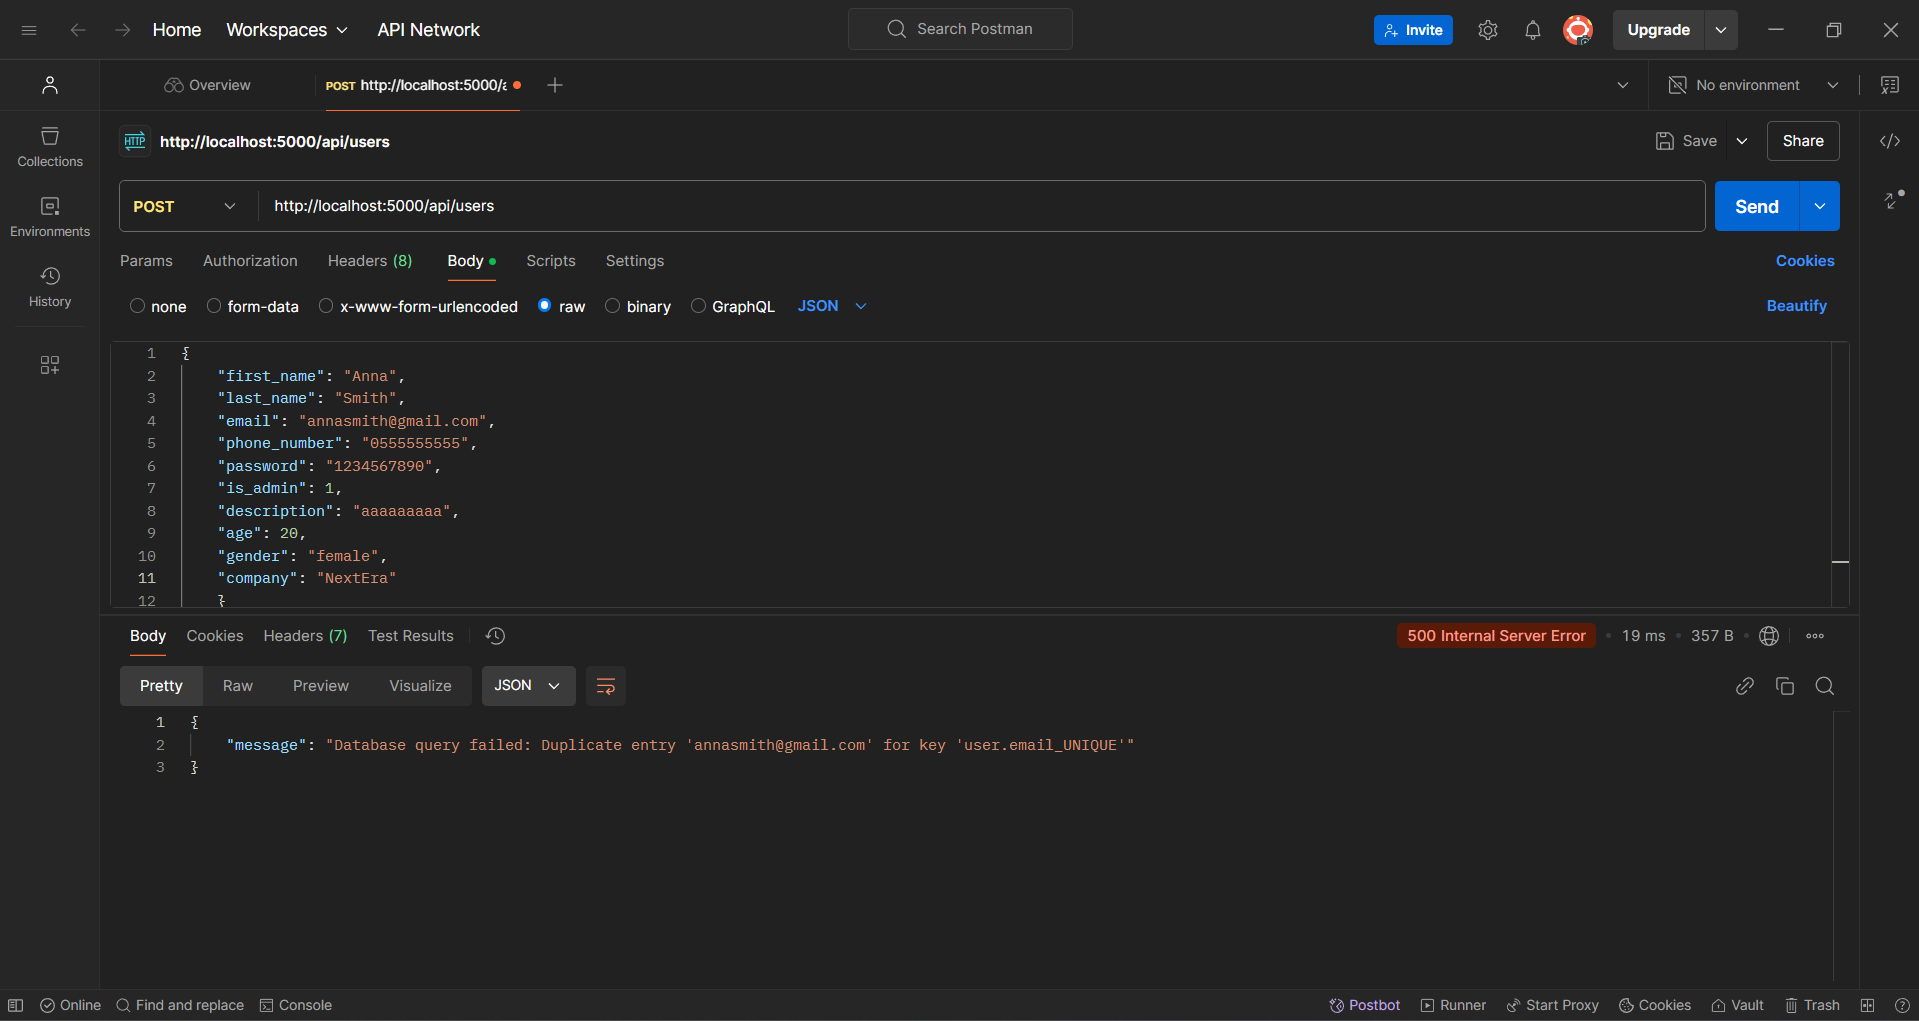 Home Workspaces API Network Search Postman Invite Upgrade
Overview POST http://localhost:5000/a No environment
HTTP http://localhost:5000/api/users Save Share
Collections
Environments
History
POST http://localhost:5000/api/users Send
Params Authorization Headers (8) Body Scripts Settings Cookies
none form-data x-www-form-urlencoded raw binary GraphQL JSON Beautify
1 {
2 "first_name": "Anna",
3 "last_name": "Smith",
4 "email": "annasmith@gmail.com",
5 "phone_number": "0555555555",
6 "password": "1234567890",
7 "is_admin": 1,
8 "description": "aaaaaaaaa",
9 "age": 20,
10 "gender": "female",
11 "company": "NextEra"
12 }
Body Cookies Headers (7) Test Results 500 Internal Server Error • 19 ms • 357 B •
Pretty Raw Preview Visualize JSON
1 {
2 "message": "Database query failed: Duplicate entry 'annasmith@gmail.com' for key 'user.email_UNIQUE'"
3 }
Online Find and replace Console Postbot Runner Start Proxy Cookies Vault Trash